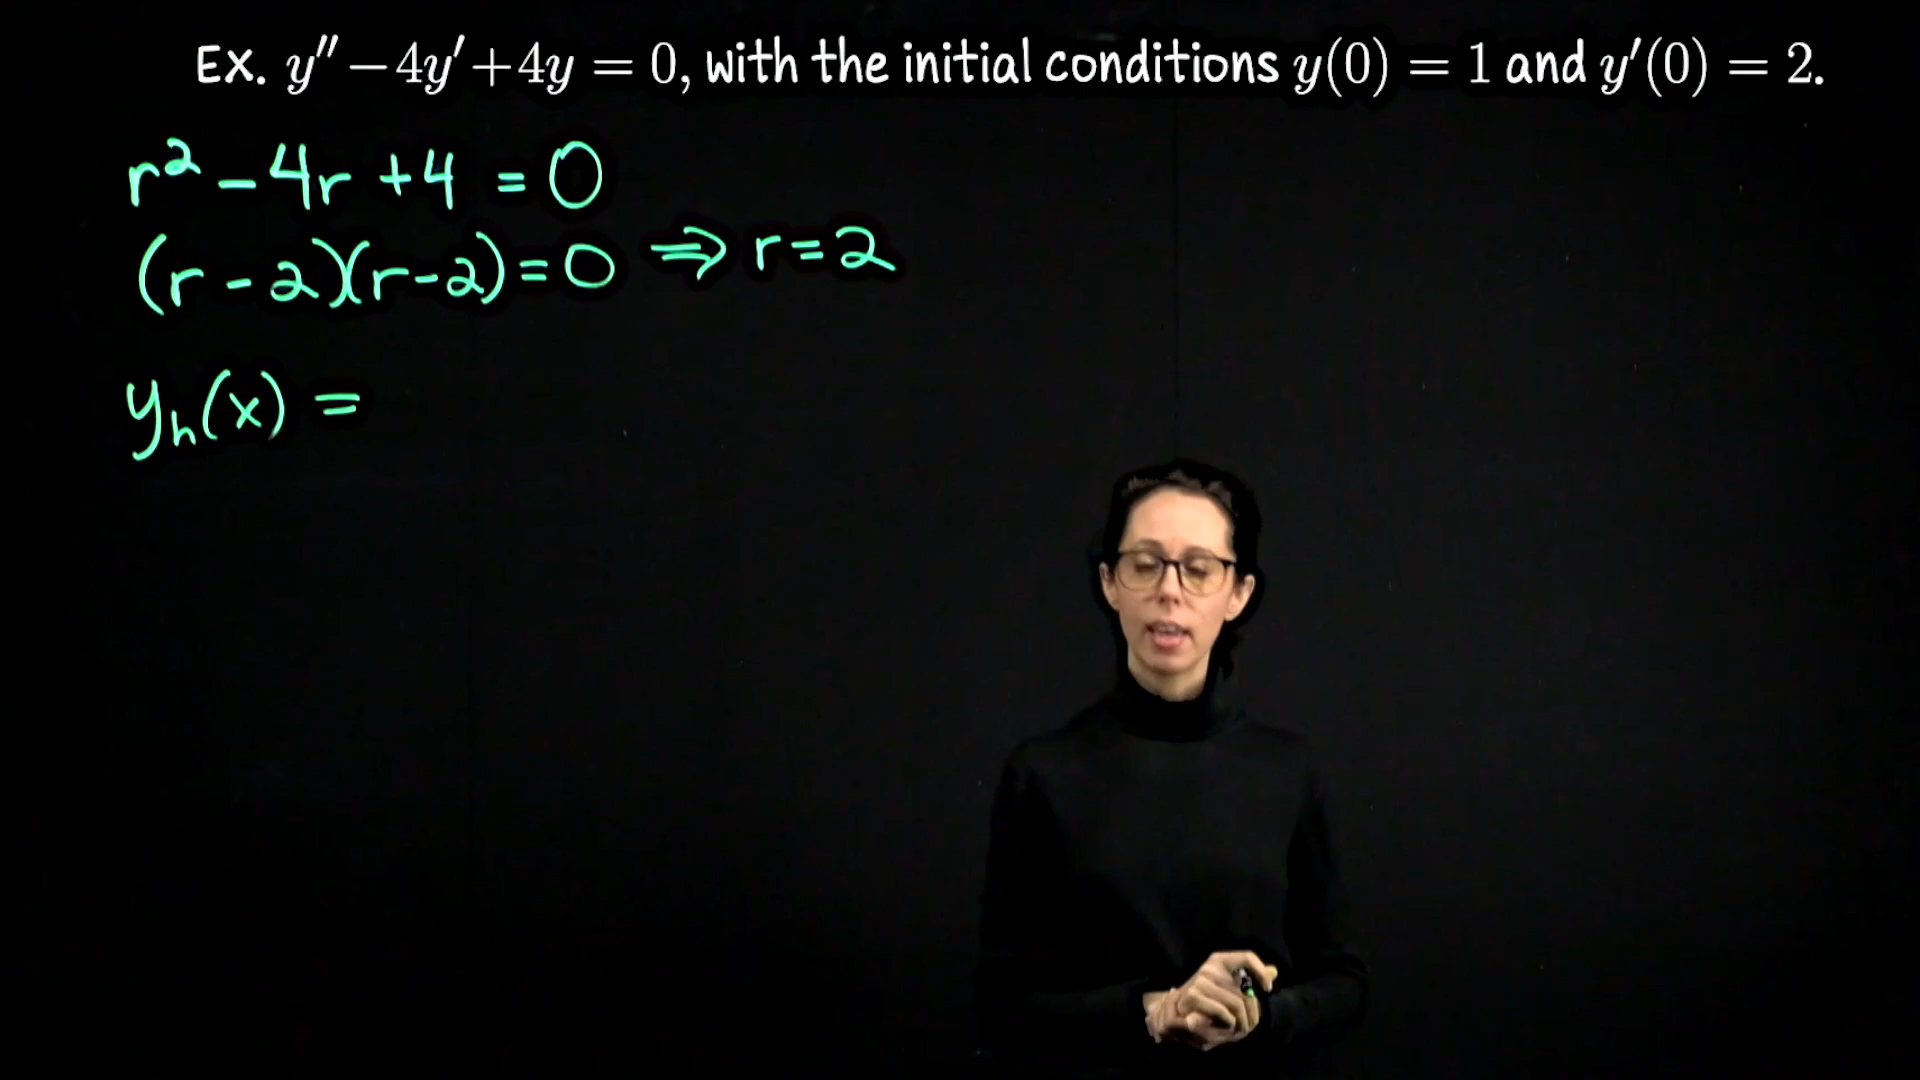 Ex. y″ − 4y′ + 4y = 0, with the initial conditions y(0) = 1 and y′(0) = 2.
r² − 4r + 4 = 0
(r − 2)(r − 2) = 0 ⇒ r = 2
yₕ(x) =